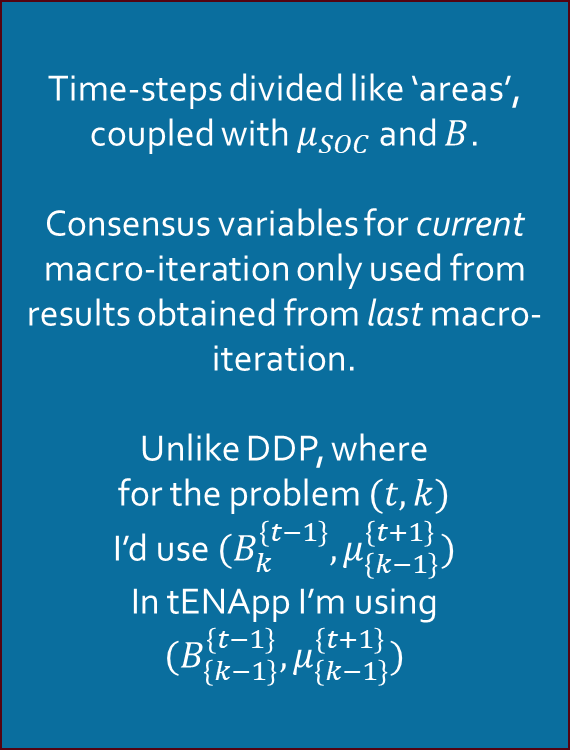 Time-steps divided like ‘areas’,
coupled with $\mu_{SOC}$ and $B$.
Consensus variables for current
macro-iteration only used from
results obtained from last macro-
iteration.
Unlike DDP, where
for the problem $(t, k)$
I’d use $(B_{k}^{\{t-1\}}, \mu_{\{k-1\}}^{\{t+1\}})$
In tENApp I’m using
$(B_{\{k-1\}}^{\{t-1\}}, \mu_{\{k-1\}}^{\{t+1\}})$